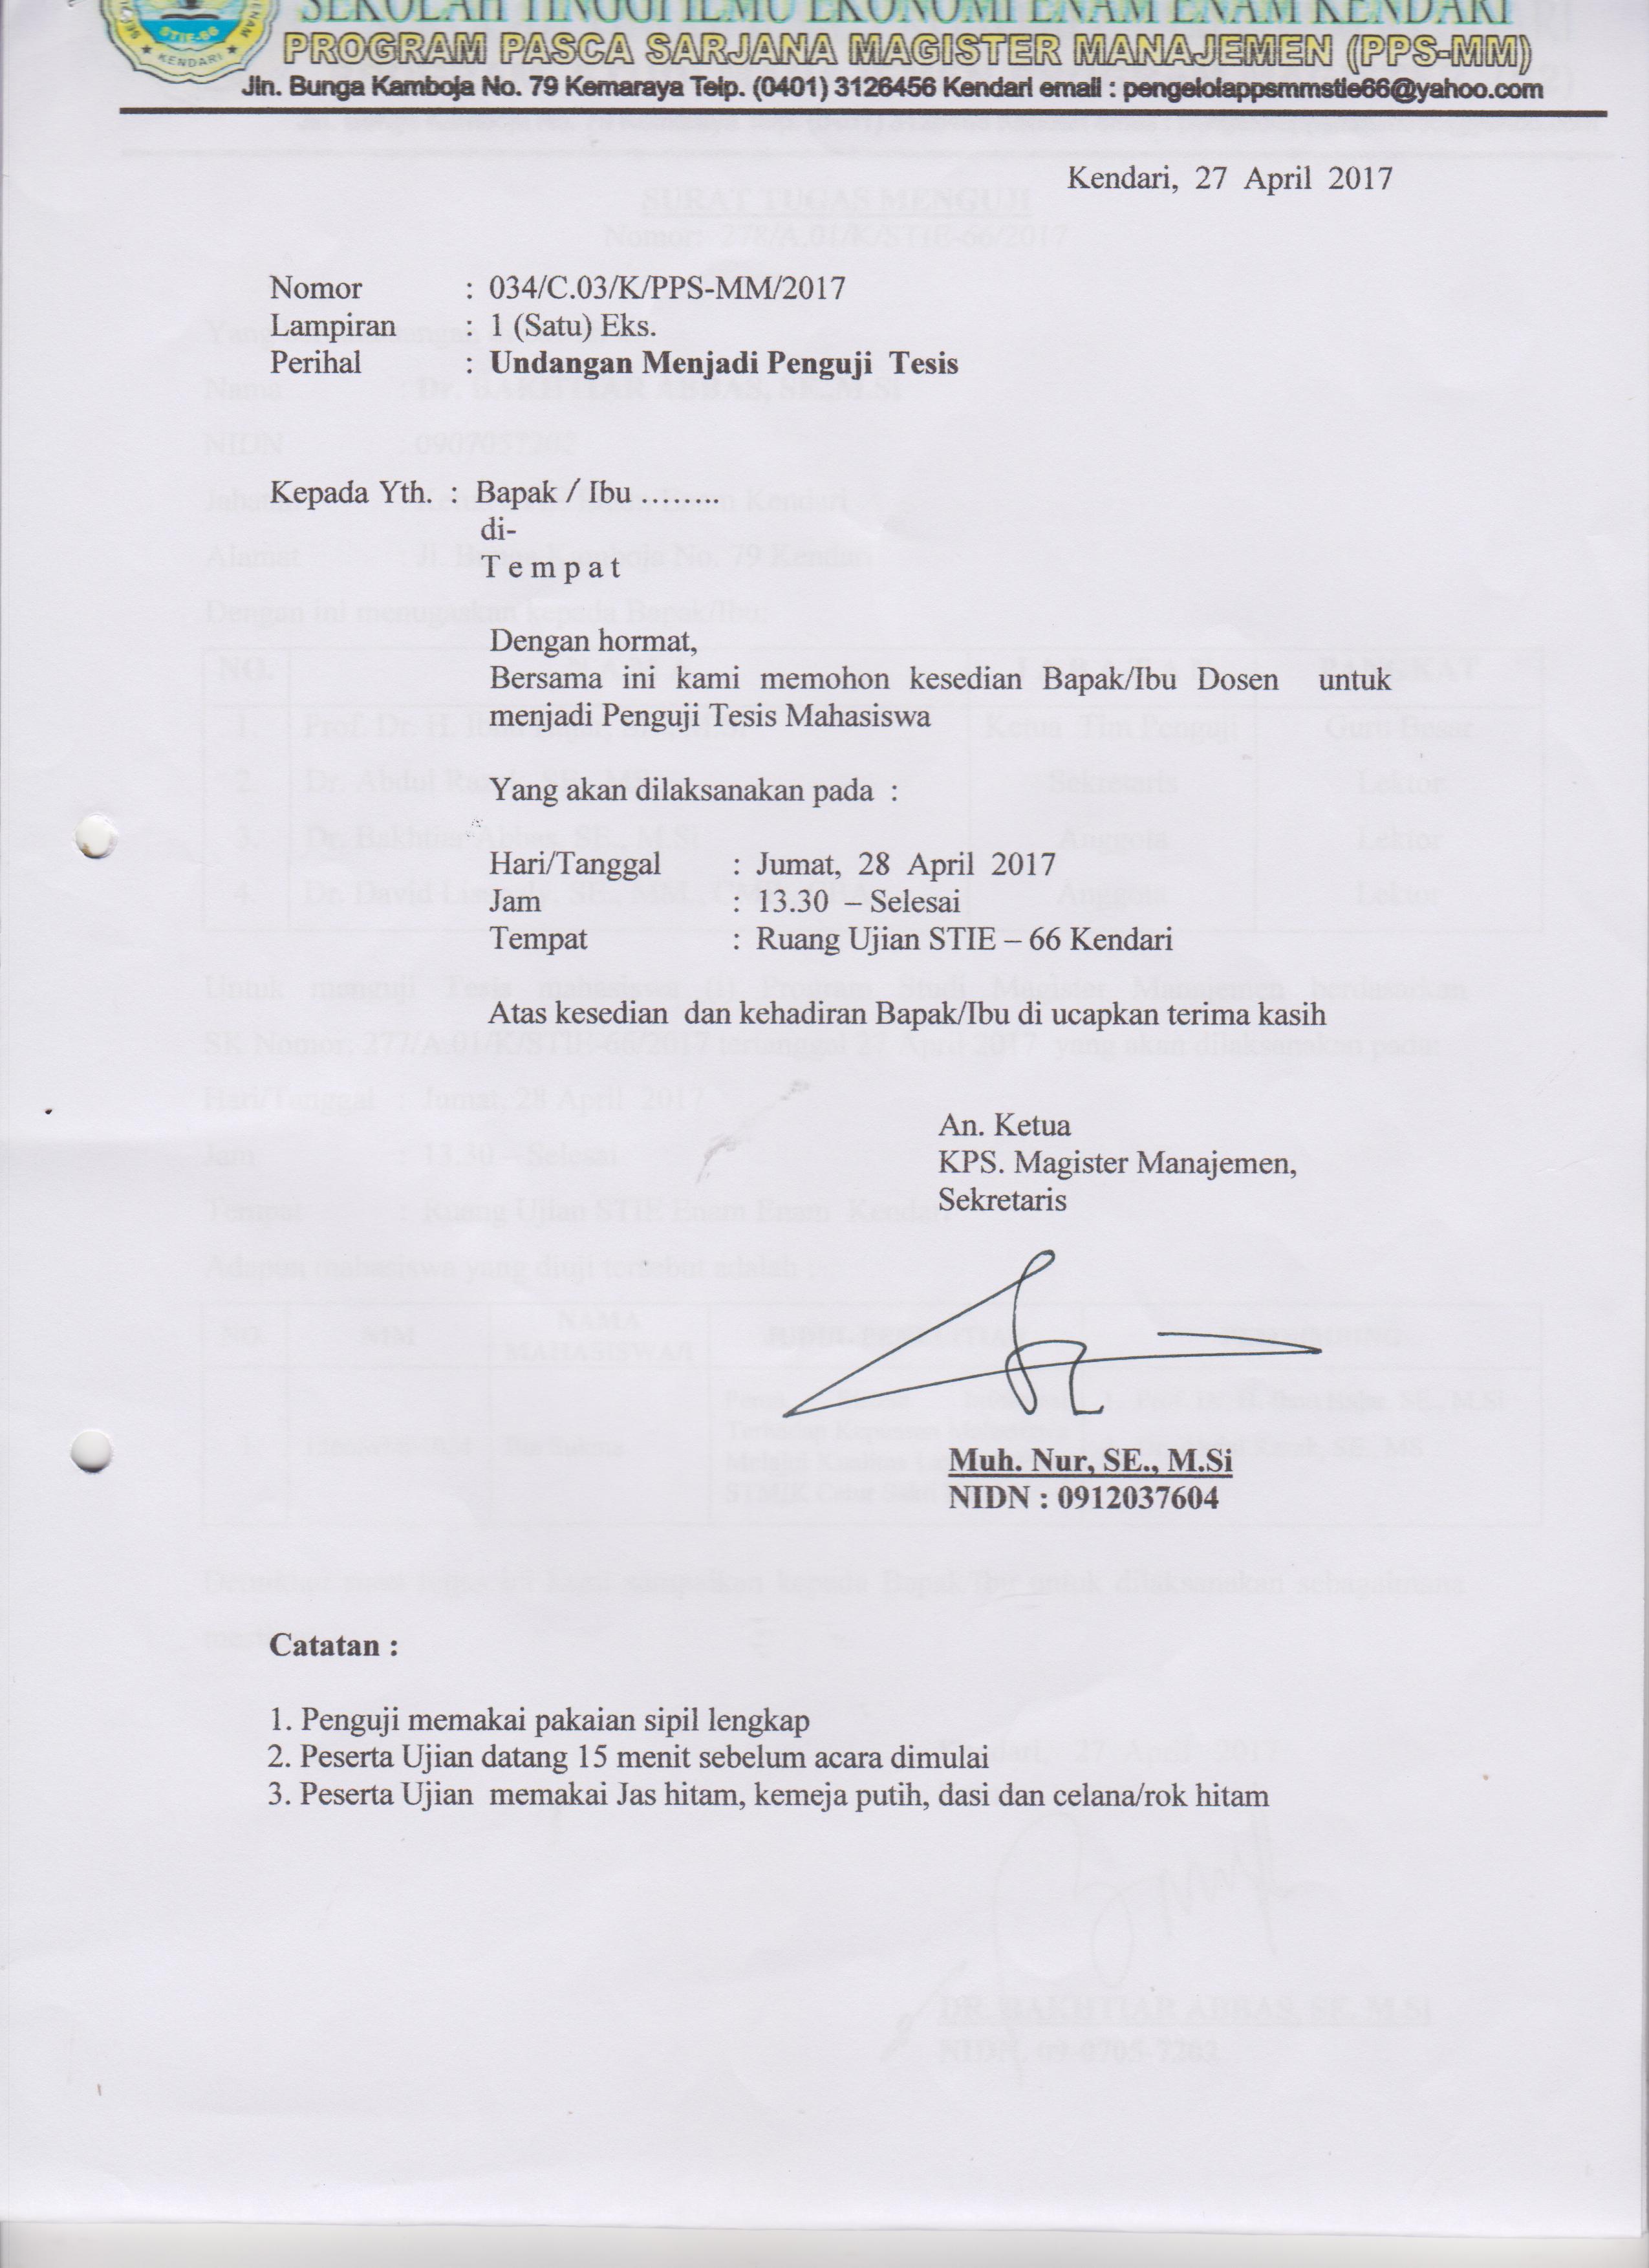 SEKOLAH TINGGI ILMU EKONOMI ENAM ENAM KENDARI
PROGRAM PASCA SARJANA MAGISTER MANAJEMEN (PPS-MM)
Jln. Bunga Kamboja No. 79 Kemaraya Telp. (0401) 3126456 Kendari email : pengelolappsmmstie66@yahoo.com
STIE-66
KENDARI
Kendari, 27 April 2017
Nomor : 034/C.03/K/PPS-MM/2017
Lampiran : 1 (Satu) Eks.
Perihal : Undangan Menjadi Penguji Tesis
Kepada Yth. : Bapak / Ibu ........
di-
T e m p a t
Dengan hormat,
Bersama ini kami memohon kesedian Bapak/Ibu Dosen untuk
menjadi Penguji Tesis Mahasiswa
Yang akan dilaksanakan pada :
Hari/Tanggal : Jumat, 28 April 2017
Jam : 13.30 – Selesai
Tempat : Ruang Ujian STIE – 66 Kendari
Atas kesedian dan kehadiran Bapak/Ibu di ucapkan terima kasih
An. Ketua
KPS. Magister Manajemen,
Sekretaris
Muh. Nur, SE., M.Si
NIDN : 0912037604
Catatan :
1. Penguji memakai pakaian sipil lengkap
2. Peserta Ujian datang 15 menit sebelum acara dimulai
3. Peserta Ujian memakai Jas hitam, kemeja putih, dasi dan celana/rok hitam